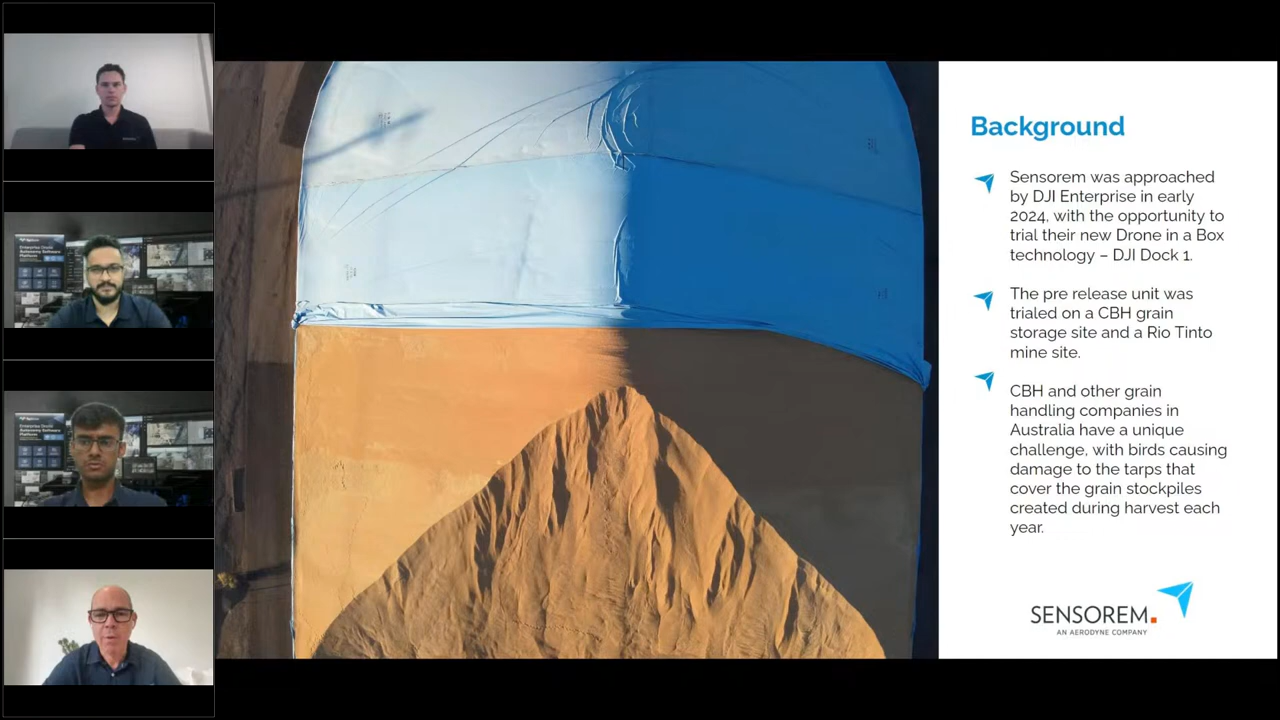 Background
Sensorem was approached
by DJI Enterprise in early
2024, with the opportunity to
trial their new Drone in a Box
technology – DJI Dock 1.
The pre release unit was
trialed on a CBH grain
storage site and a Rio Tinto
mine site.
CBH and other grain
handling companies in
Australia have a unique
challenge, with birds causing
damage to the tarps that
cover the grain stockpiles
created during harvest each
year.
SENSOREM.
AN AERODYNE COMPANY